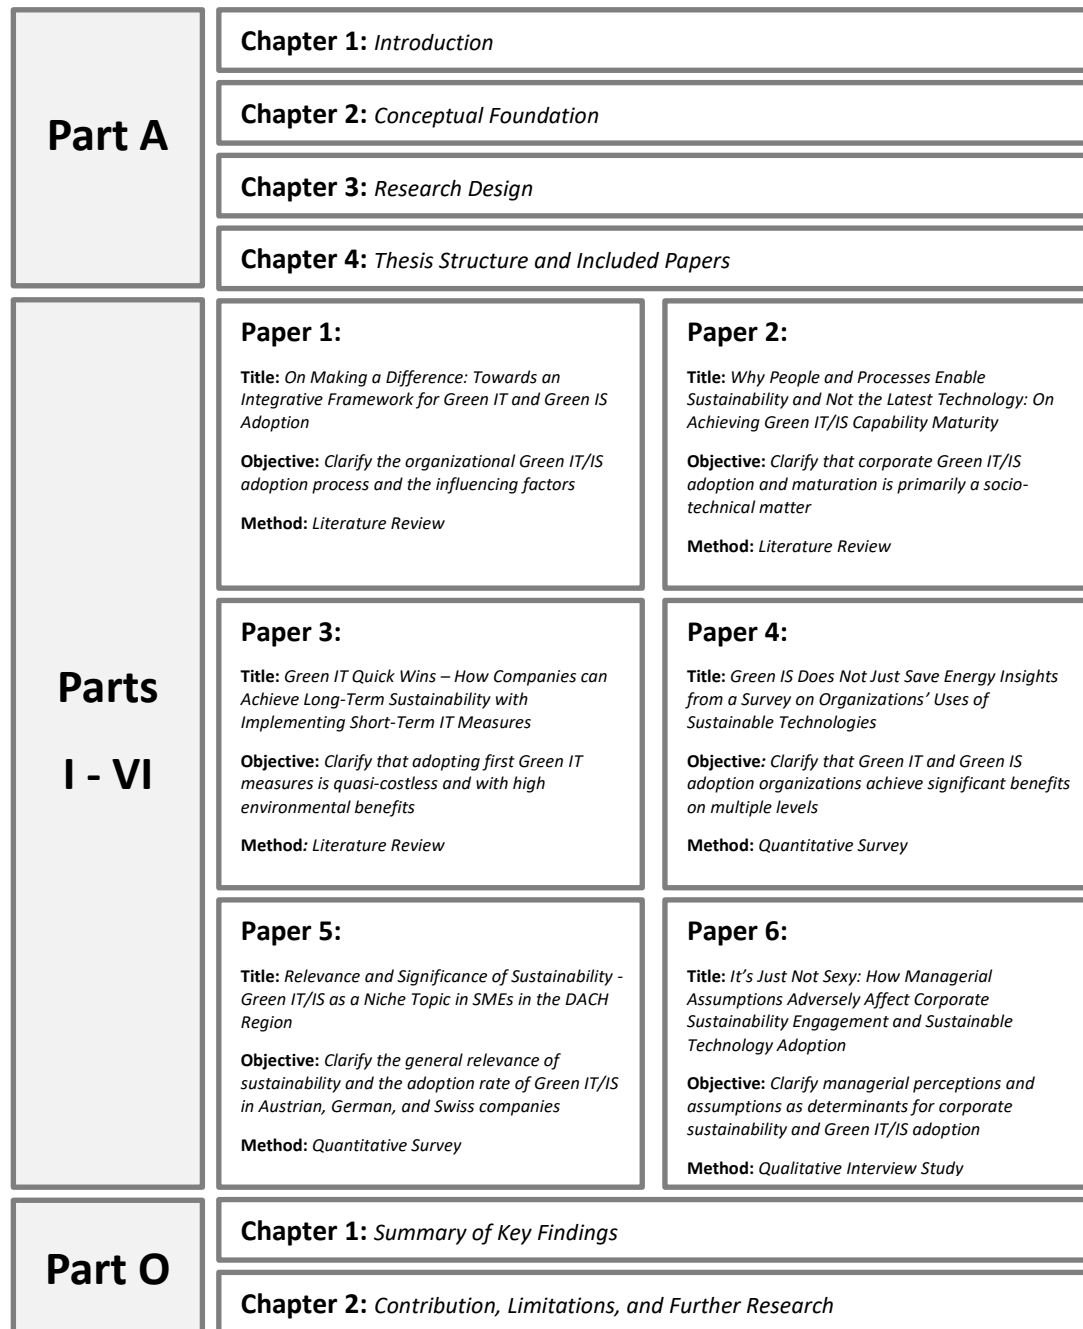 Part A
Chapter 1: Introduction
Chapter 2: Conceptual Foundation
Chapter 3: Research Design
Chapter 4: Thesis Structure and Included Papers
Parts
I - VI
Paper 1:
Title: On Making a Difference: Towards an
Integrative Framework for Green IT and Green IS
Adoption
Objective: Clarify the organizational Green IT/IS
adoption process and the influencing factors
Method: Literature Review
Paper 2:
Title: Why People and Processes Enable
Sustainability and Not the Latest Technology: On
Achieving Green IT/IS Capability Maturity
Objective: Clarify that corporate Green IT/IS
adoption and maturation is primarily a socio-
technical matter
Method: Literature Review
Paper 3:
Title: Green IT Quick Wins – How Companies can
Achieve Long-Term Sustainability with
Implementing Short-Term IT Measures
Objective: Clarify that adopting first Green IT
measures is quasi-costless and with high
environmental benefits
Method: Literature Review
Paper 4:
Title: Green IS Does Not Just Save Energy Insights
from a Survey on Organizations’ Uses of
Sustainable Technologies
Objective: Clarify that Green IT and Green IS
adoption organizations achieve significant benefits
on multiple levels
Method: Quantitative Survey
Paper 5:
Title: Relevance and Significance of Sustainability -
Green IT/IS as a Niche Topic in SMEs in the DACH
Region
Objective: Clarify the general relevance of
sustainability and the adoption rate of Green IT/IS
in Austrian, German, and Swiss companies
Method: Quantitative Survey
Paper 6:
Title: It’s Just Not Sexy: How Managerial
Assumptions Adversely Affect Corporate
Sustainability Engagement and Sustainable
Technology Adoption
Objective: Clarify managerial perceptions and
assumptions as determinants for corporate
sustainability and Green IT/IS adoption
Method: Qualitative Interview Study
Part O
Chapter 1: Summary of Key Findings
Chapter 2: Contribution, Limitations, and Further Research